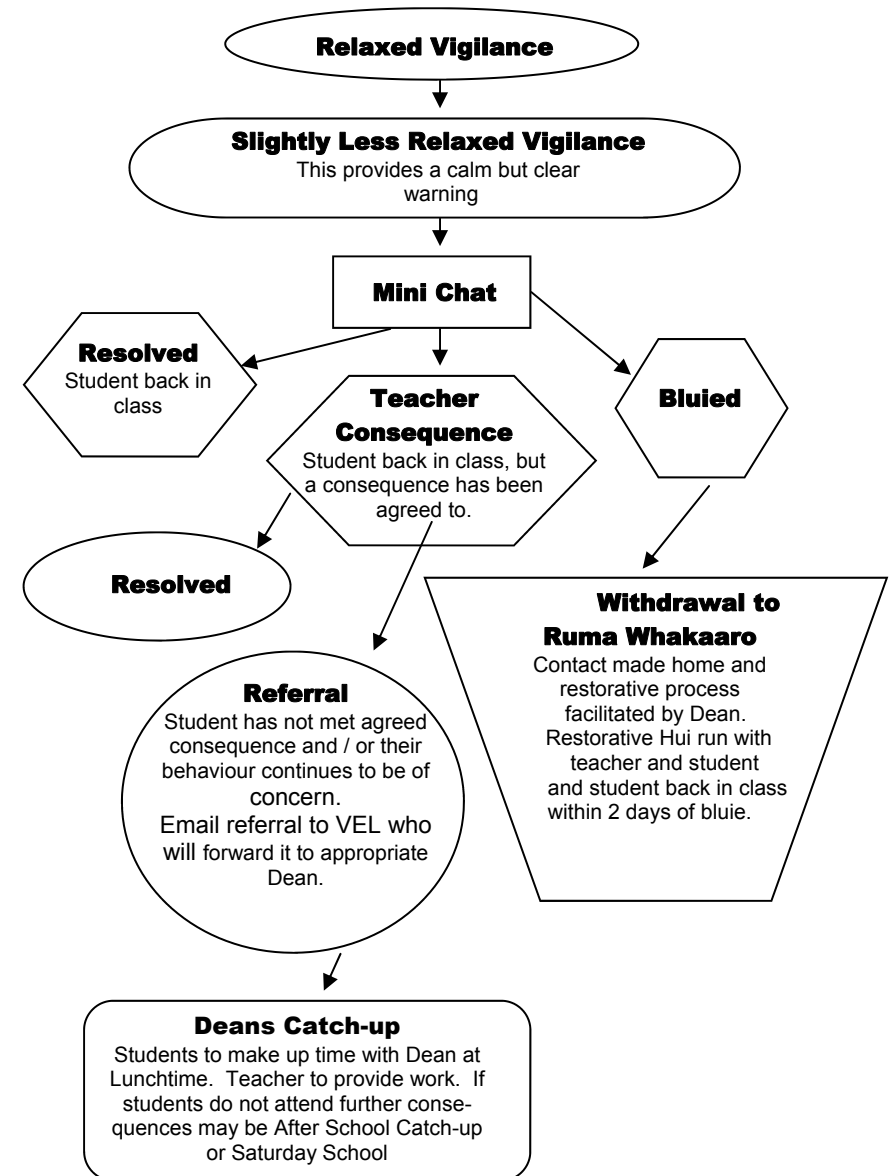 Relaxed Vigilance
Slightly Less Relaxed Vigilance
This provides a calm but clear
warning
Mini Chat
Resolved
Student back in
class
Teacher
Consequence
Student back in class, but
a consequence has been
agreed to.
Bluied
Resolved
Withdrawal to
Ruma Whakaaro
Contact made home and
restorative process
facilitated by Dean.
Restorative Hui run with
teacher and student
and student back in class
within 2 days of bluie.
Referral
Student has not met agreed
consequence and / or their
behaviour continues to be of
concern.
Email referral to VEL who
will forward it to appropriate
Dean.
Deans Catch-up
Students to make up time with Dean at
Lunchtime.  Teacher to provide work.  If
students do not attend further conse-
quences may be After School Catch-up
or Saturday School